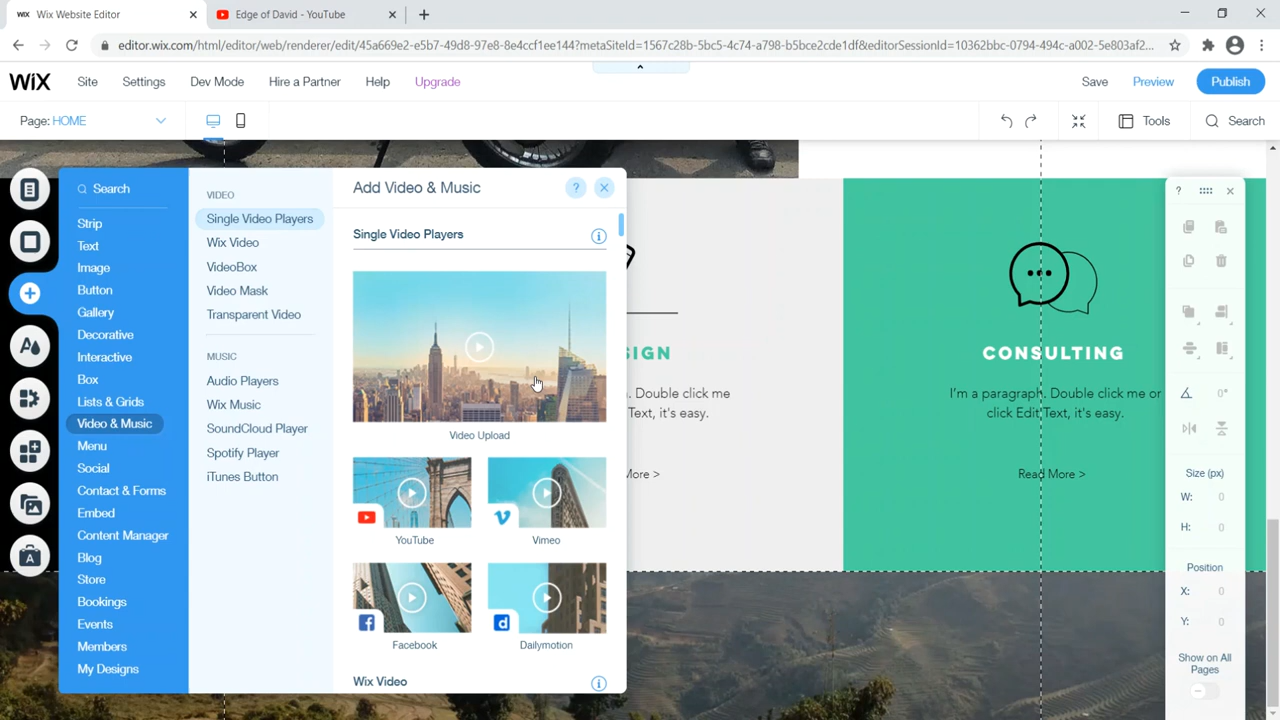 WiX Wix Website Editor
Edge of David - YouTube
editor.wix.com/html/editor/web/renderer/edit/45a669e2-e5b7-49d8-97e8-8e4ccf1ee144?metaSiteId=1567c28b-5bc5-4c74-a798-b5bce2cde1df&editorSessionId=10362bbc-0794-494c-a002-5e803af2...
WiX Site Settings Dev Mode Hire a Partner Help Upgrade Save Preview Publish
Page: HOME Tools Search
Search
Strip
Text
Image
Button
Gallery
Decorative
Interactive
Box
Lists & Grids
Video & Music
Menu
Social
Contact & Forms
Embed
Content Manager
Blog
Store
Bookings
Events
Members
My Designs
VIDEO
Single Video Players
Wix Video
VideoBox
Video Mask
Transparent Video
MUSIC
Audio Players
Wix Music
SoundCloud Player
Spotify Player
iTunes Button
Add Video & Music ?
Single Video Players i
Video Upload
YouTube Vimeo
Facebook Dailymotion
Wix Video i
SIGN
. Double click me
Text, it's easy.
More >
CONSULTING
I'm a paragraph. Double click me or
click Edit Text, it's easy.
Read More >
?
0°
Size (px)
W: 0
H: 0
Position
X: 0
Y: 0
Show on All
Pages